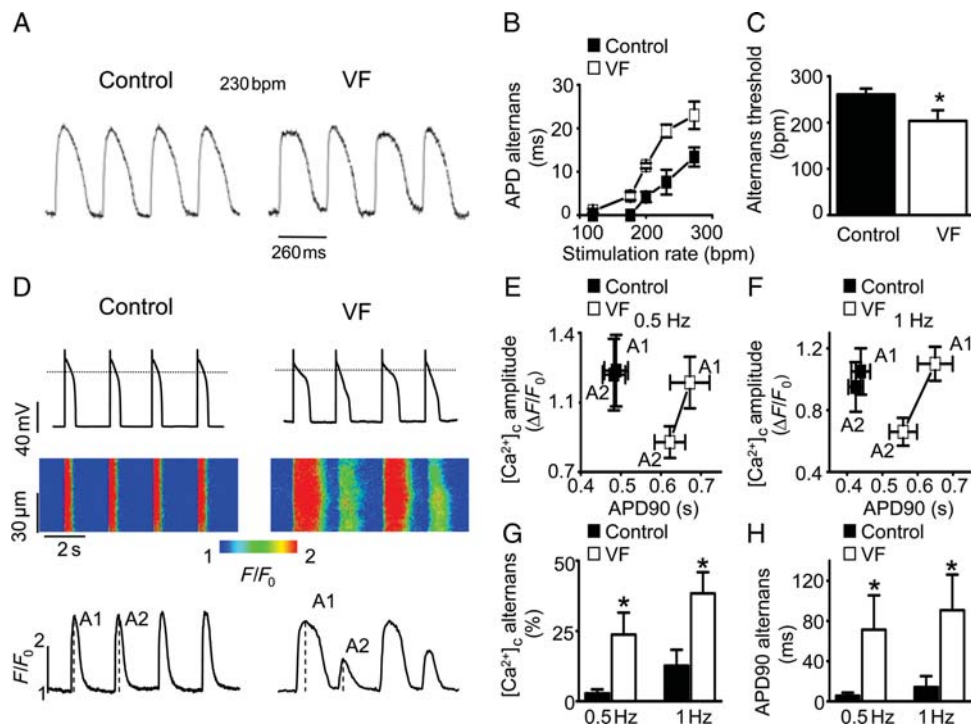 A
Control
230 bpm
VF
260 ms
B
Control
VF
APD alternans
(ms)
30
20
10
0
100
200
300
Stimulation rate (bpm)
C
Alternans threshold
(bpm)
300
200
100
0
*
Control
VF
D
Control
VF
40 mV
30 µm
2 s
1
2
F/F0
A1
A2
A1
A2
F/F0
2
1
E
Control
VF
0.5 Hz
[Ca2+]c amplitude
(ΔF/F0)
1.4
1.1
0.7
A1
A2
A1
A2
0.4 0.5 0.6 0.7
APD90 (s)
F
Control
VF
1 Hz
[Ca2+]c amplitude
(ΔF/F0)
1.3
1.0
0.7
0.4
A1
A2
A1
A2
0.4 0.5 0.6 0.7
APD90 (s)
G
Control
VF
[Ca2+]c alternans
(%)
50
25
0
*
*
0.5 Hz
1 Hz
H
Control
VF
APD90 alternans
(ms)
120
80
40
0
*
*
0.5 Hz
1 Hz